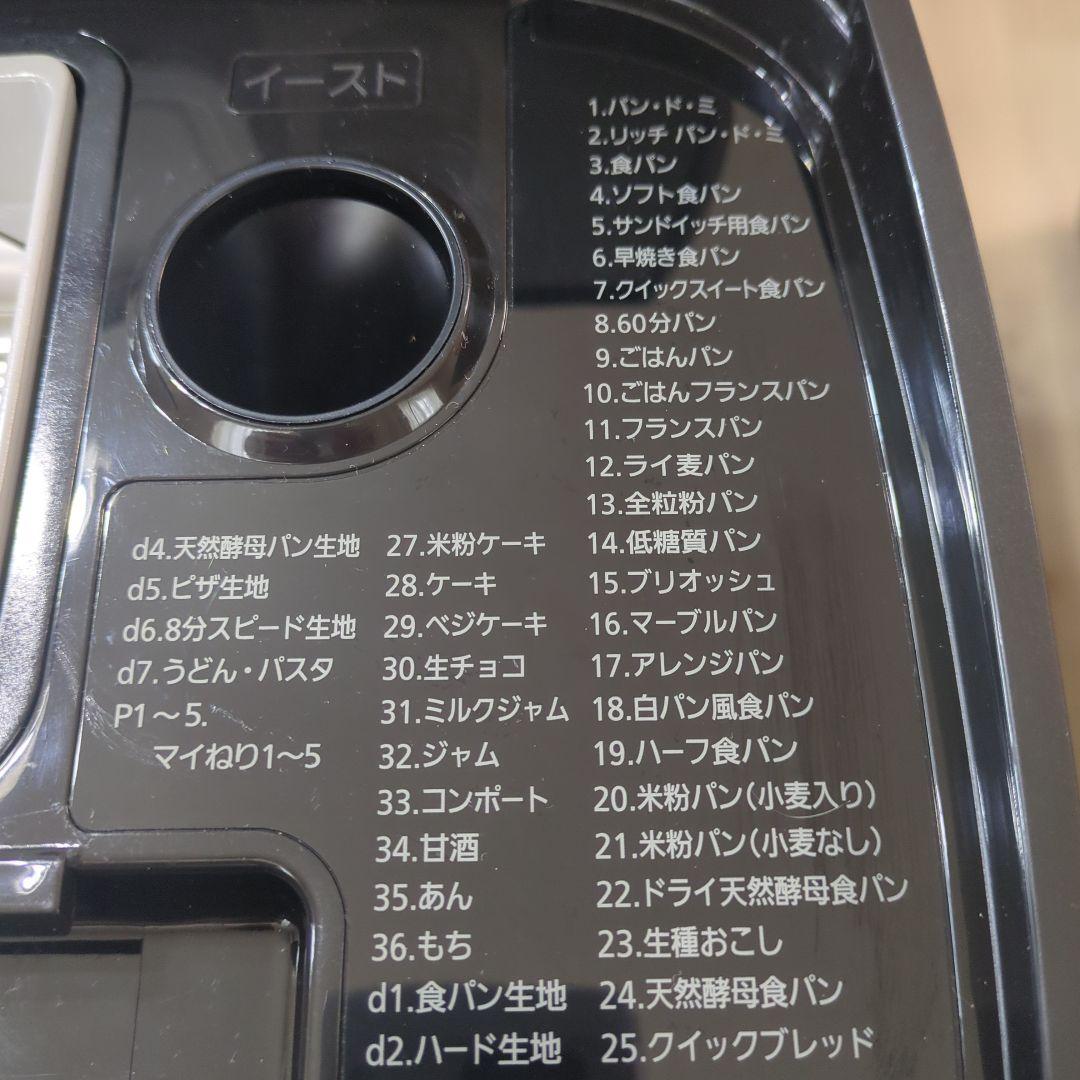 イースト
1.パン・ド・ミ
2.リッチ パン・ド・ミ
3.食パン
4.ソフト食パン
5.サンドイッチ用食パン
6.早焼き食パン
7.クイックスイート食パン
8.60分パン
9.ごはんパン
10.ごはんフランスパン
11.フランスパン
12.ライ麦パン
13.全粒粉パン
14.低糖質パン
15.ブリオッシュ
16.マーブルパン
17.アレンジパン
18.白パン風食パン
19.ハーフ食パン
20.米粉パン(小麦入り)
21.米粉パン(小麦なし)
22.ドライ天然酵母食パン
23.生種おこし
24.天然酵母食パン
25.クイックブレッド
27.米粉ケーキ
28.ケーキ
29.ベジケーキ
30.生チョコ
31.ミルクジャム
32.ジャム
33.コンポート
34.甘酒
35.あん
36.もち
d1.食パン生地
d2.ハード生地
d4.天然酵母パン生地
d5.ピザ生地
d6.8分スピード生地
d7.うどん・パスタ
P1～5.
マイねり1～5